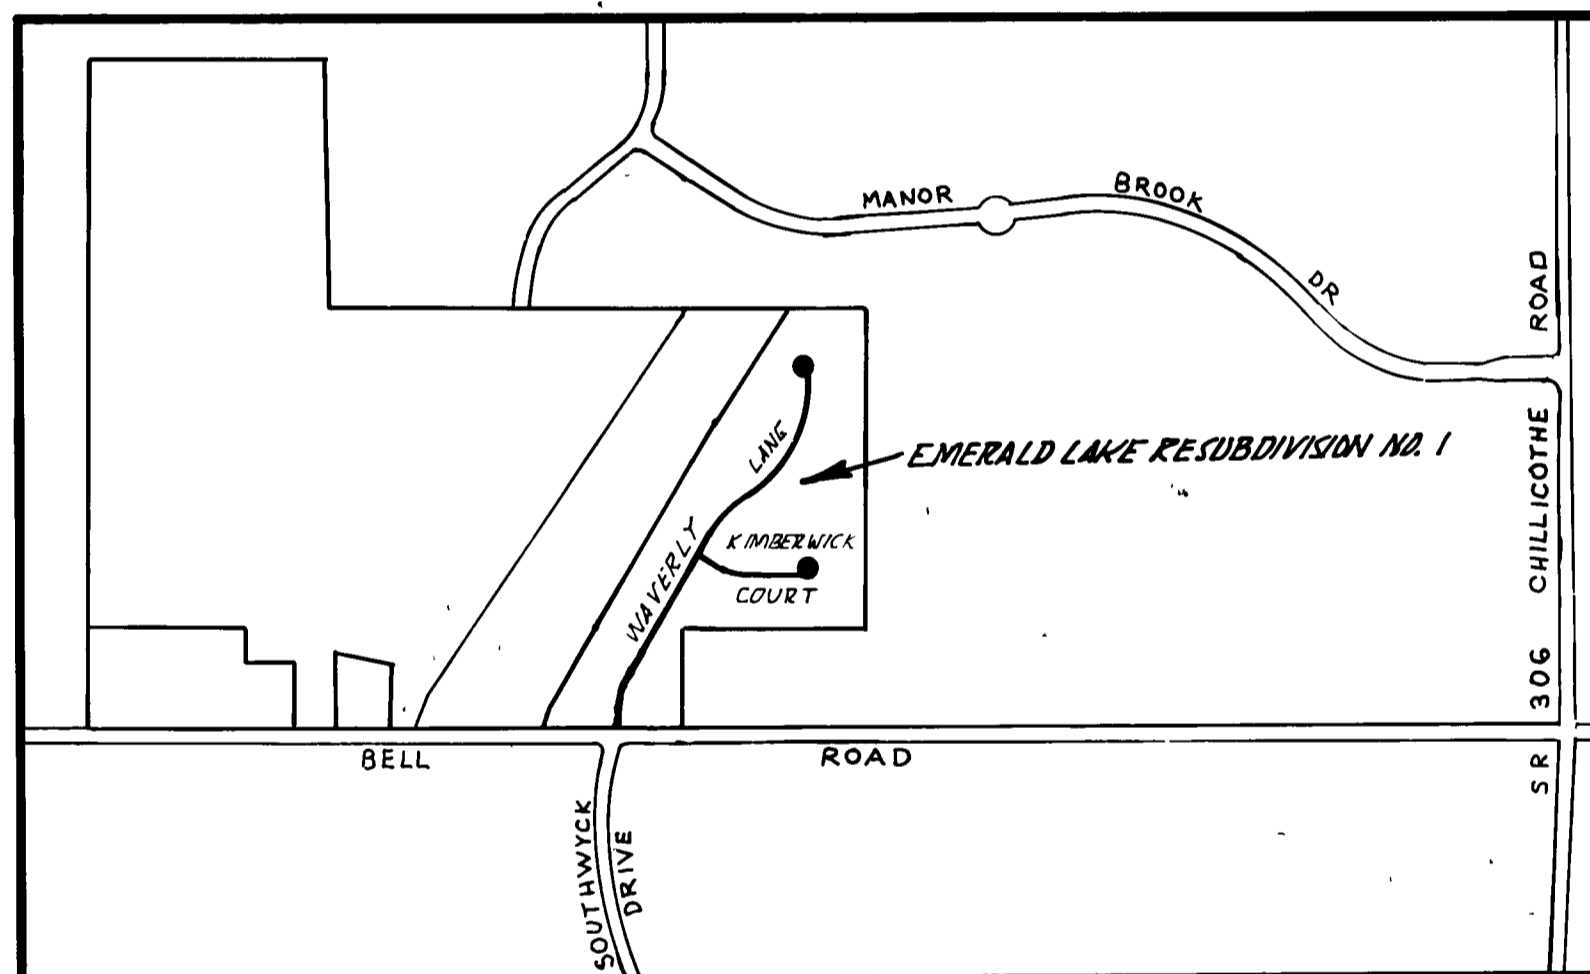 MANOR BROOK DR
EMERALD LAKE RESUBDIVISION NO. 1
WAVERLY LANE
KIMBERWICK
COURT
SR 306 CHILLICOTHE ROAD
BELL ROAD
SOUTHWYCK
DRIVE